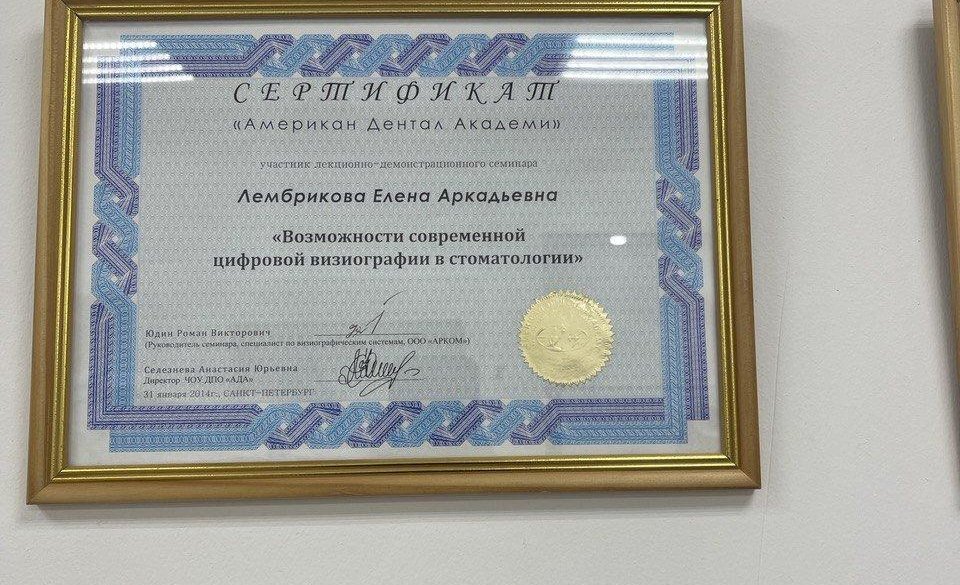 СЕРТИФИКАТ
«Американ Дентал Академи»
участник лекционно-демонстрационного семинара
Лембрикова Елена Аркадьевна
«Возможности современной
цифровой визиографии в стоматологии»
Юдин Роман Викторович
(Руководитель семинара, специалист по визиографическим системам, ООО «АРКОМ»)
Селезнева Анастасия Юрьевна
Директор ЧОУ ДПО «АДА»
31 января 2014г., САНКТ-ПЕТЕРБУРГ